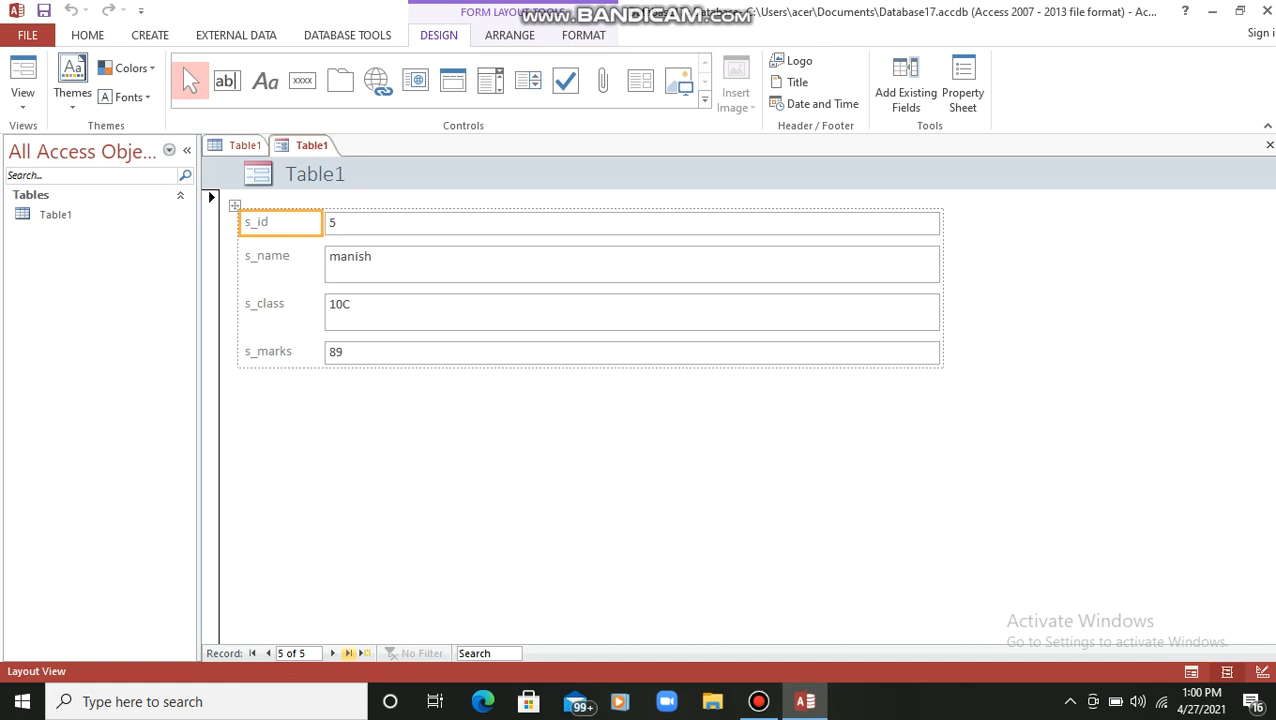 FORM LAYOUT TOOLS
www.BANDICAM.com
C:\Users\acer\Documents\Database17.accdb (Access 2007 - 2013 file format) - Ac...
?
FILE HOME CREATE EXTERNAL DATA DATABASE TOOLS DESIGN ARRANGE FORMAT
Sign i
View
Views
Aa
Themes
Colors
Fonts
Themes
ab|
Aa
xxxx
Insert
Image
Controls
Logo
Title
Date and Time
Header / Footer
Add Existing
Fields
Property
Sheet
Tools
All Access Obje...
Search...
Tables
Table1
Table1 Table1
Table1
s_id 5
s_name manish
s_class 10C
s_marks 89
Activate Windows
Go to Settings to activate Windows.
Record: 5 of 5 No Filter Search
Layout View
Type here to search
99+
1:00 PM
4/27/2021
16